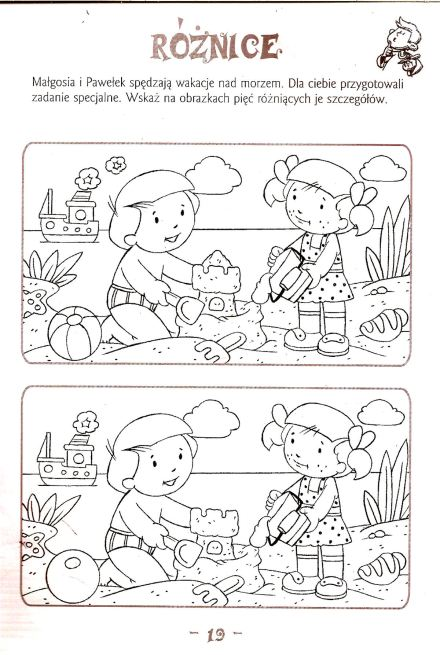 RÓŻNICE
Małgosia i Pawełek spędzają wakacje nad morzem. Dla ciebie przygotowali
zadanie specjalne. Wskaż na obrazkach pięć różniących je szczegółów.
- 19 -